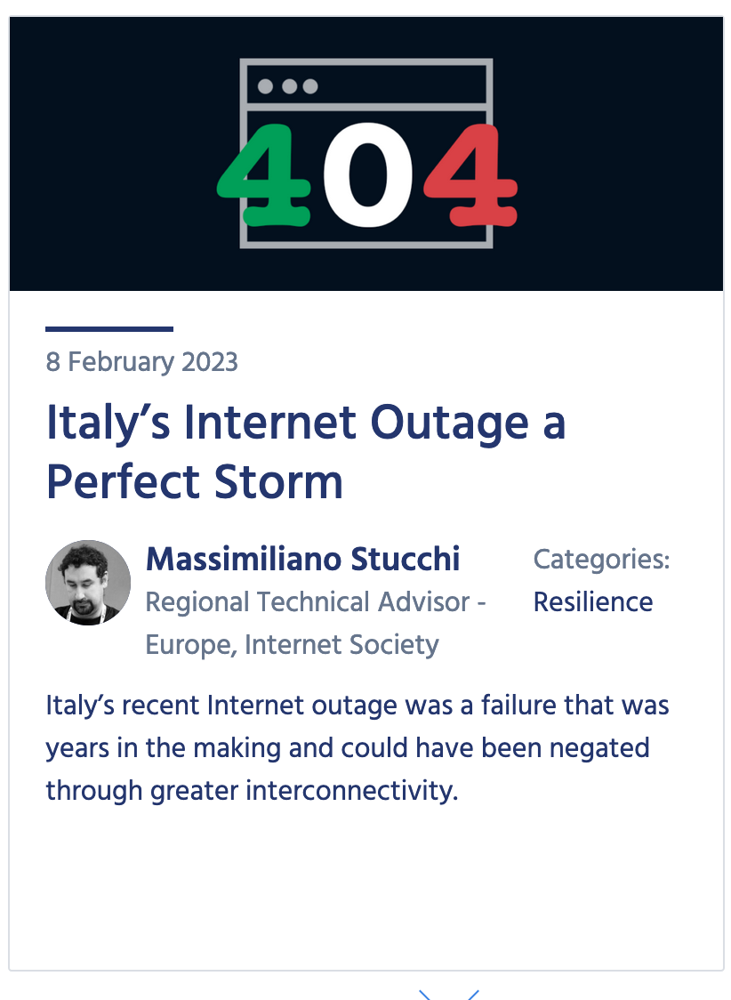 404
8 February 2023
Italy’s Internet Outage a
Perfect Storm
Massimiliano Stucchi
Regional Technical Advisor -
Europe, Internet Society
Categories:
Resilience
Italy’s recent Internet outage was a failure that was
years in the making and could have been negated
through greater interconnectivity.